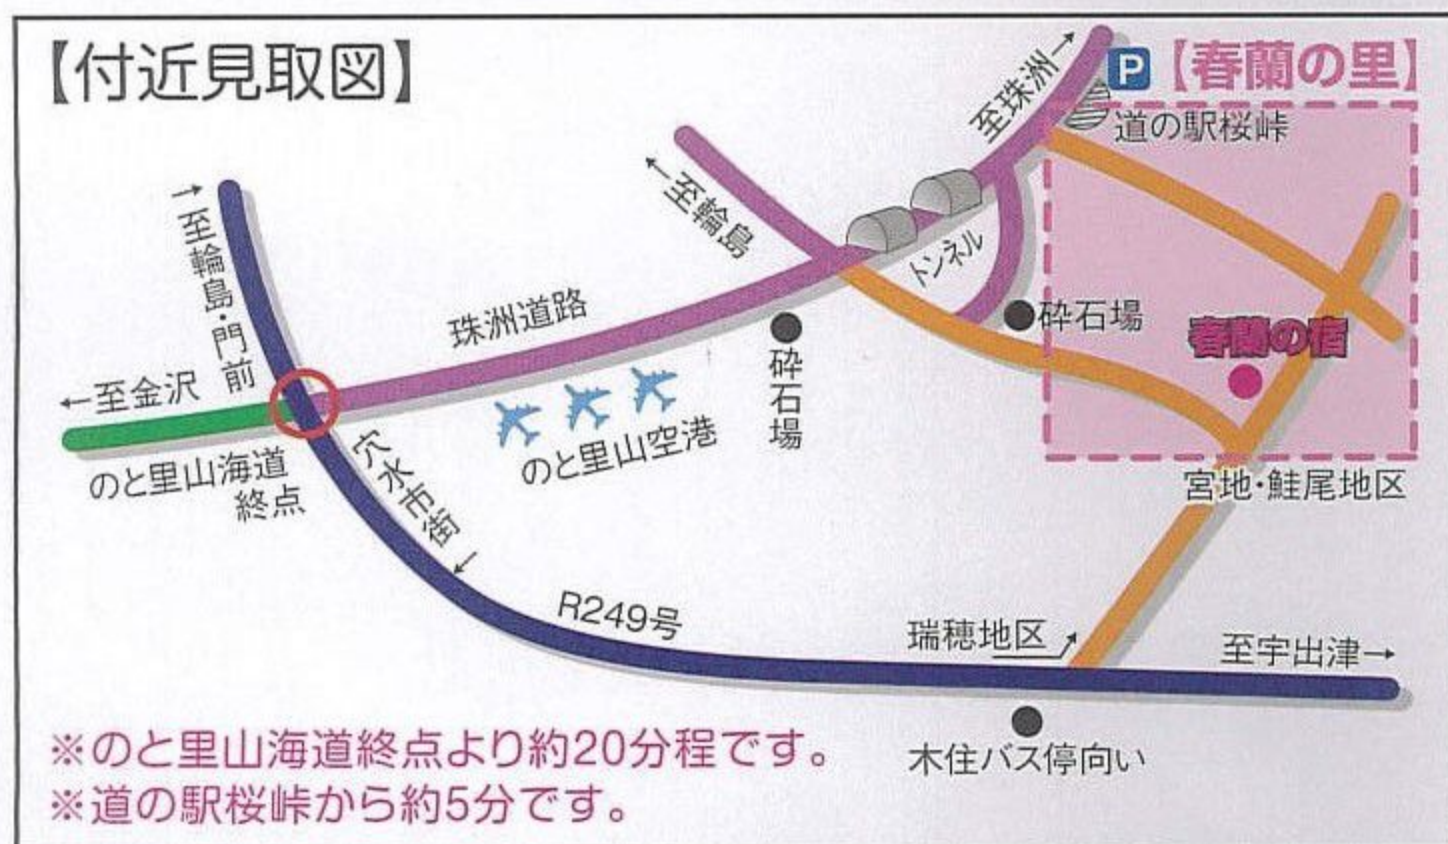 【付近見取図】
P【春蘭の里】
至珠洲→
道の駅桜峠
←至輪島
→至輪島・門前
トンネル
珠洲道路
砕石場
春蘭の宿
←至金沢
砕石場
のと里山空港
のと里山海道
終点
穴水市街→
宮地・鮭尾地区
R249号
瑞穂地区
至宇出津→
木住バス停向い
※のと里山海道終点より約20分程です。
※道の駅桜峠から約5分です。